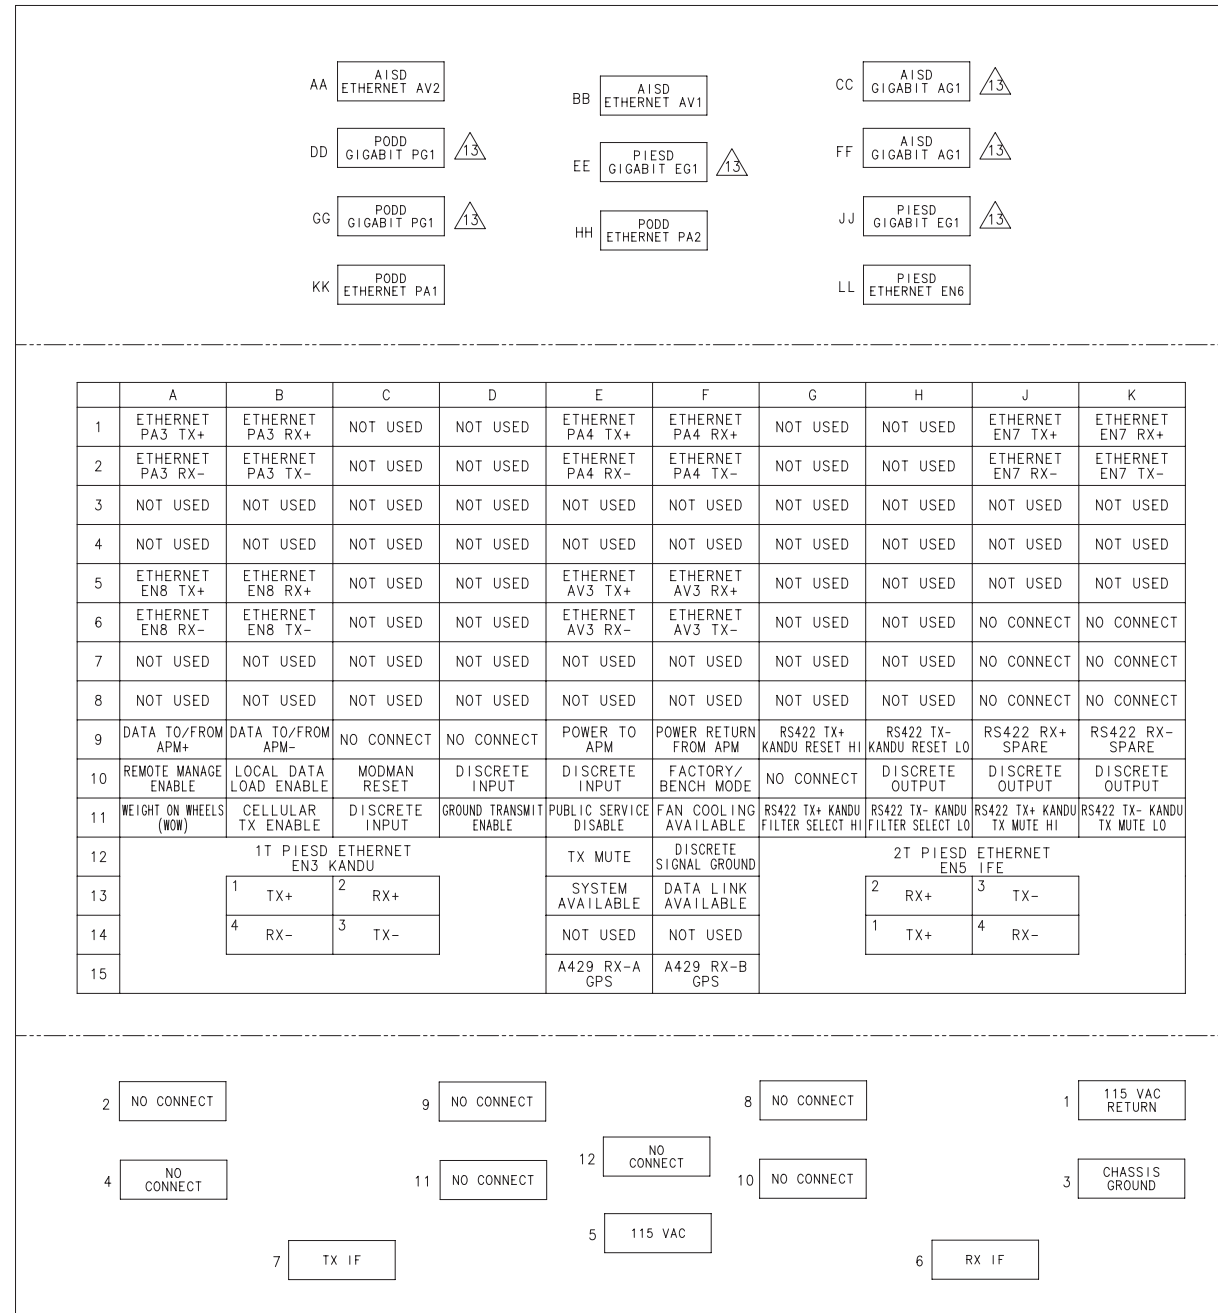 AA AISD ETHERNET AV2
BB AISD ETHERNET AV1
CC AISD GIGABIT AG1 13
DD PODD GIGABIT PG1 13
EE PIESD GIGABIT EG1 13
FF AISD GIGABIT AG1 13
GG PODD GIGABIT PG1 13
HH PODD ETHERNET PA2
JJ PIESD GIGABIT EG1 13
KK PODD ETHERNET PA1
LL PIESD ETHERNET EN6
A B C D E F G H J K
1 ETHERNET PA3 TX+ ETHERNET PA3 RX+ NOT USED NOT USED ETHERNET PA4 TX+ ETHERNET PA4 RX+ NOT USED NOT USED ETHERNET EN7 TX+ ETHERNET EN7 RX+
2 ETHERNET PA3 RX- ETHERNET PA3 TX- NOT USED NOT USED ETHERNET PA4 RX- ETHERNET PA4 TX- NOT USED NOT USED ETHERNET EN7 RX- ETHERNET EN7 TX-
3 NOT USED NOT USED NOT USED NOT USED NOT USED NOT USED NOT USED NOT USED NOT USED NOT USED
4 NOT USED NOT USED NOT USED NOT USED NOT USED NOT USED NOT USED NOT USED NOT USED NOT USED
5 ETHERNET EN8 TX+ ETHERNET EN8 RX+ NOT USED NOT USED ETHERNET AV3 TX+ ETHERNET AV3 RX+ NOT USED NOT USED NOT USED NOT USED
6 ETHERNET EN8 RX- ETHERNET EN8 TX- NOT USED NOT USED ETHERNET AV3 RX- ETHERNET AV3 TX- NOT USED NOT USED NO CONNECT NO CONNECT
7 NOT USED NOT USED NOT USED NOT USED NOT USED NOT USED NOT USED NOT USED NO CONNECT NO CONNECT
8 NOT USED NOT USED NOT USED NOT USED NOT USED NOT USED NOT USED NOT USED NO CONNECT NO CONNECT
9 DATA TO/FROM APM+ DATA TO/FROM APM- NO CONNECT NO CONNECT POWER TO APM POWER RETURN FROM APM RS422 TX+ KANDU RESET HI RS422 TX- KANDU RESET LO RS422 RX+ SPARE RS422 RX- SPARE
10 REMOTE MANAGE ENABLE LOCAL DATA LOAD ENABLE MODMAN RESET DISCRETE INPUT DISCRETE INPUT FACTORY/ BENCH MODE NO CONNECT DISCRETE OUTPUT DISCRETE OUTPUT DISCRETE OUTPUT
11 WEIGHT ON WHEELS (WOW) CELLULAR TX ENABLE DISCRETE INPUT GROUND TRANSMIT ENABLE PUBLIC SERVICE DISABLE FAN COOLING AVAILABLE RS422 TX+ KANDU FILTER SELECT HI RS422 TX- KANDU FILTER SELECT LO RS422 TX+ KANDU TX MUTE HI RS422 TX- KANDU TX MUTE LO
12 1T PIESD ETHERNET EN3 KANDU TX MUTE DISCRETE SIGNAL GROUND 2T PIESD ETHERNET EN5 IFE
13 1 TX+ 2 RX+ SYSTEM AVAILABLE DATA LINK AVAILABLE 2 RX+ 3 TX-
14 4 RX- 3 TX- NOT USED NOT USED 1 TX+ 4 RX-
15 A429 RX-A GPS A429 RX-B GPS
2 NO CONNECT
9 NO CONNECT
8 NO CONNECT
1 115 VAC RETURN
12 NO CONNECT
4 NO CONNECT
11 NO CONNECT
10 NO CONNECT
3 CHASSIS GROUND
5 115 VAC
7 TX IF
6 RX IF